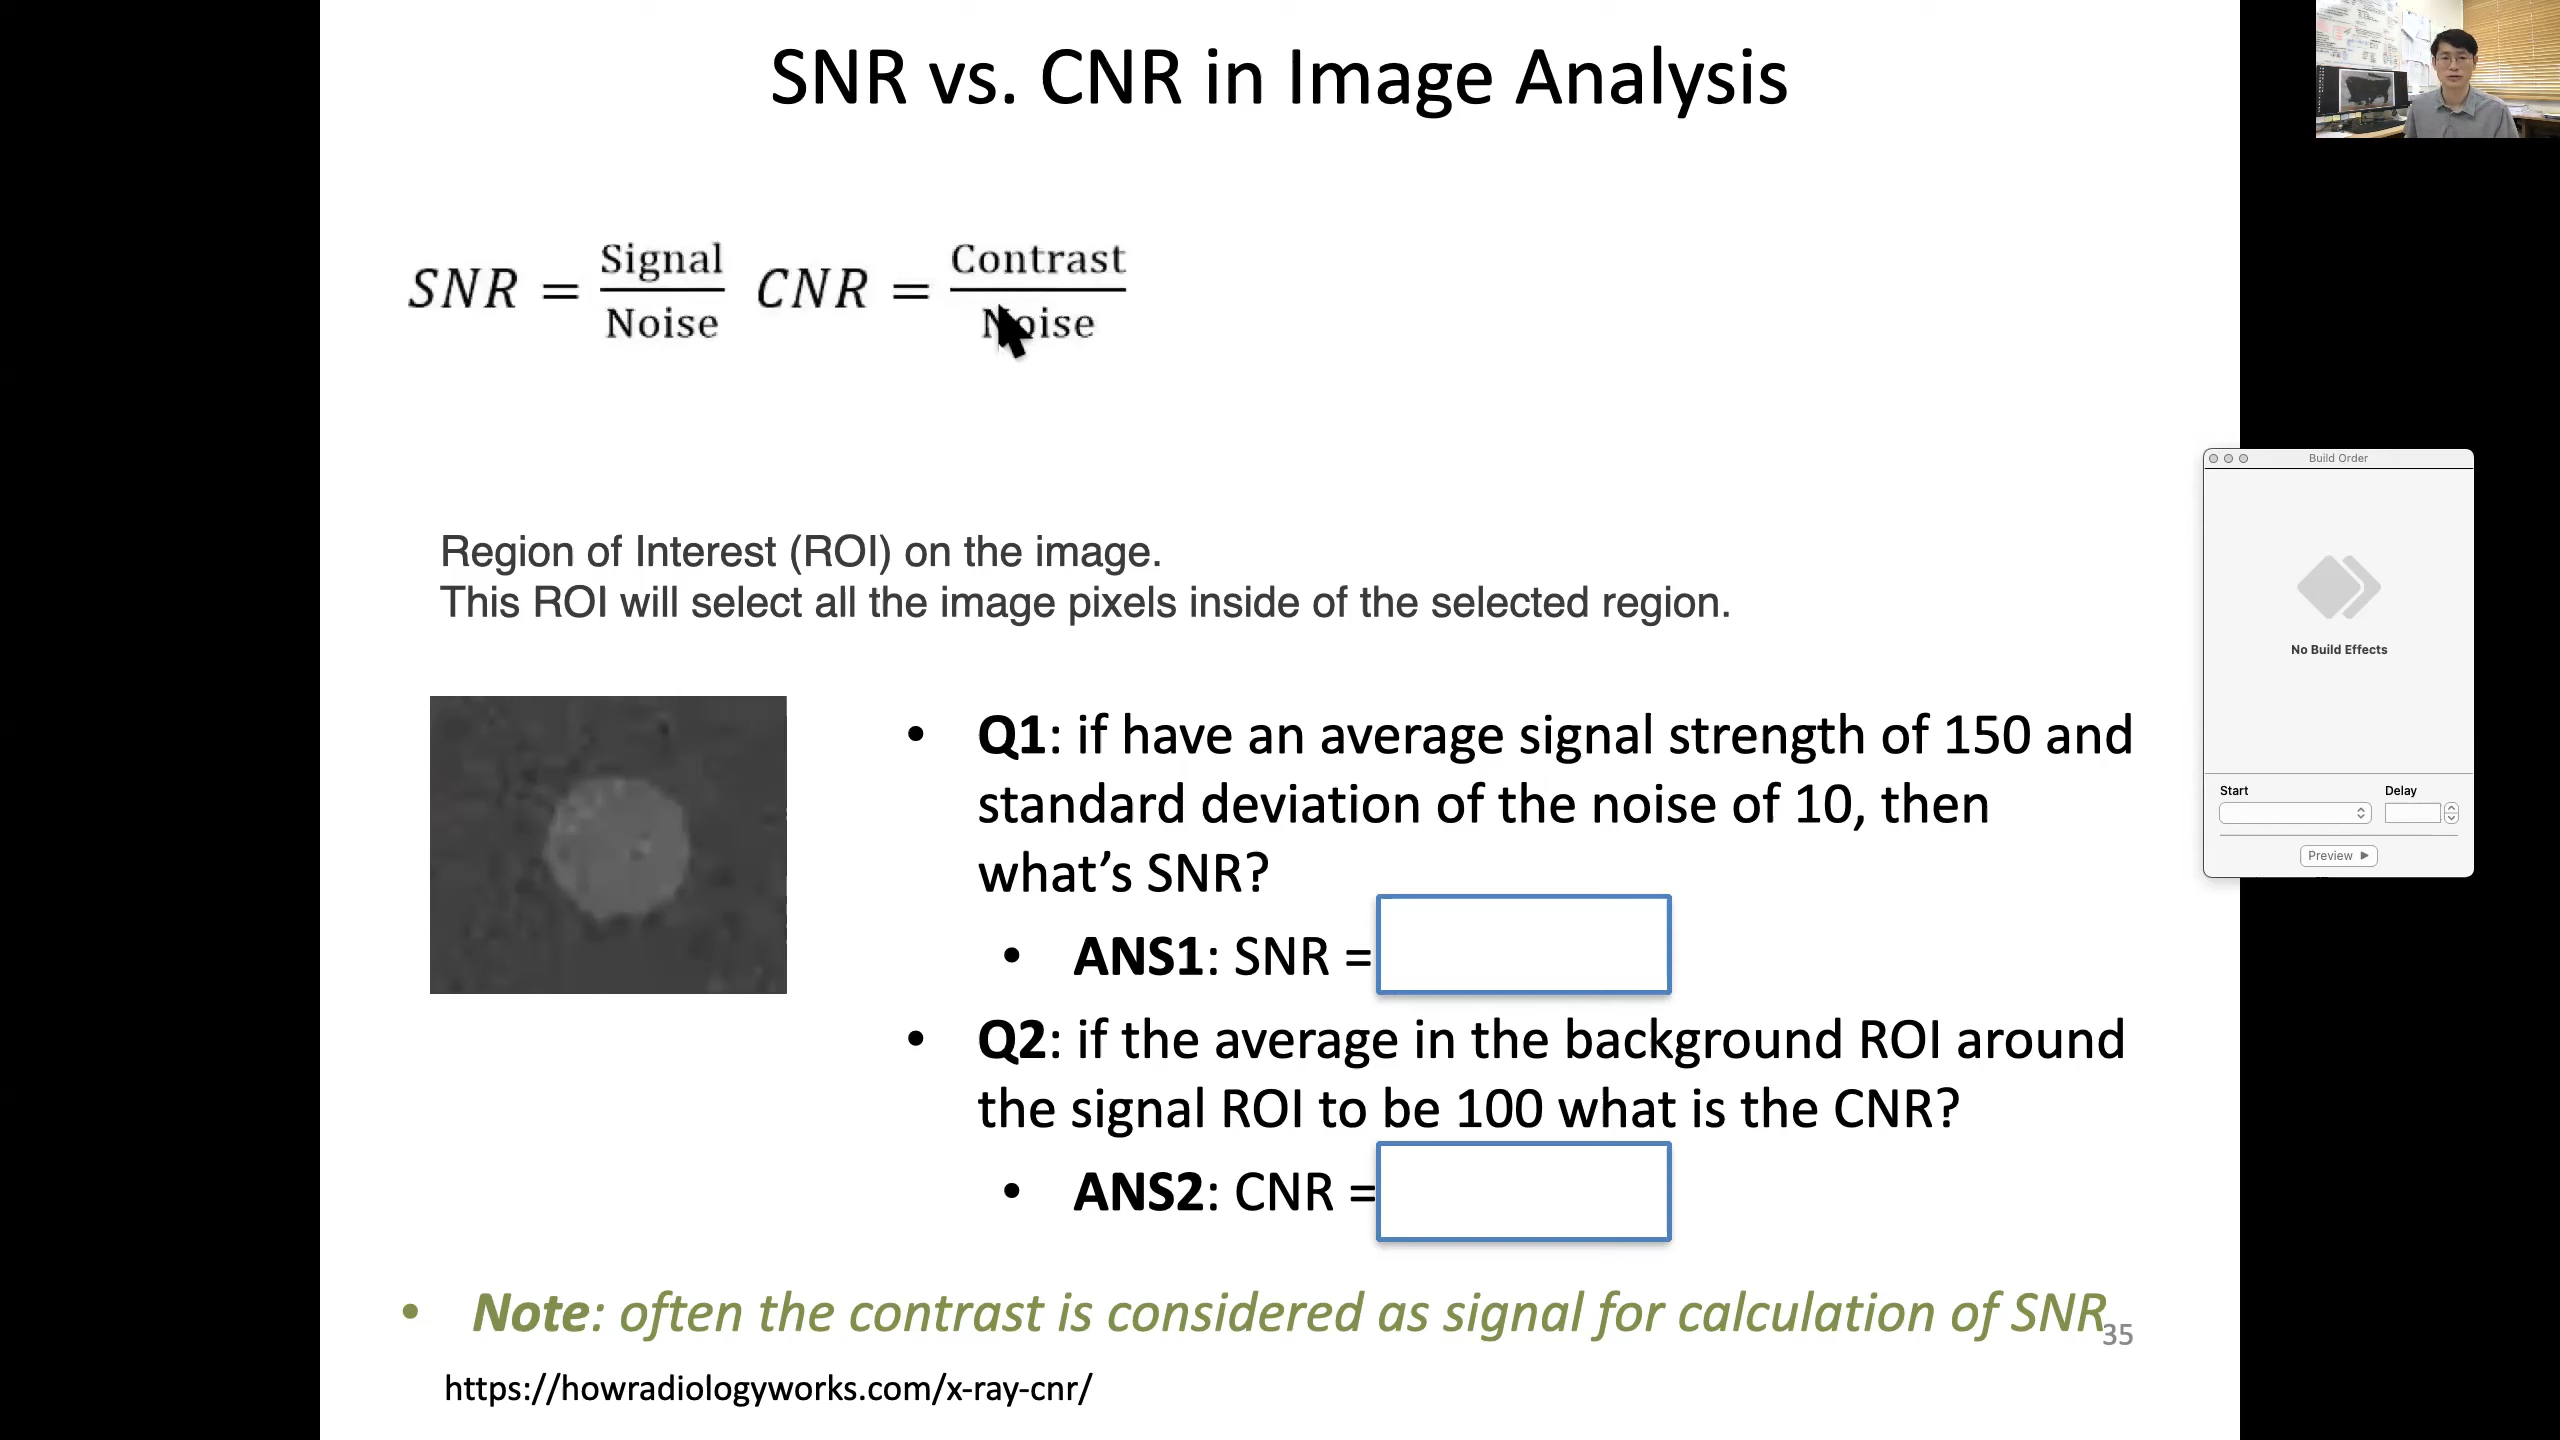 SNR vs. CNR in Image Analysis
SNR = Signal / Noise CNR = Contrast / Noise
Region of Interest (ROI) on the image.
This ROI will select all the image pixels inside of the selected region.
• Q1: if have an average signal strength of 150 and
standard deviation of the noise of 10, then
what’s SNR?
• ANS1: SNR =
• Q2: if the average in the background ROI around
the signal ROI to be 100 what is the CNR?
• ANS2: CNR =
• Note: often the contrast is considered as signal for calculation of SNR
35
https://howradiologyworks.com/x-ray-cnr/
Build Order
No Build Effects
Start Delay
Preview